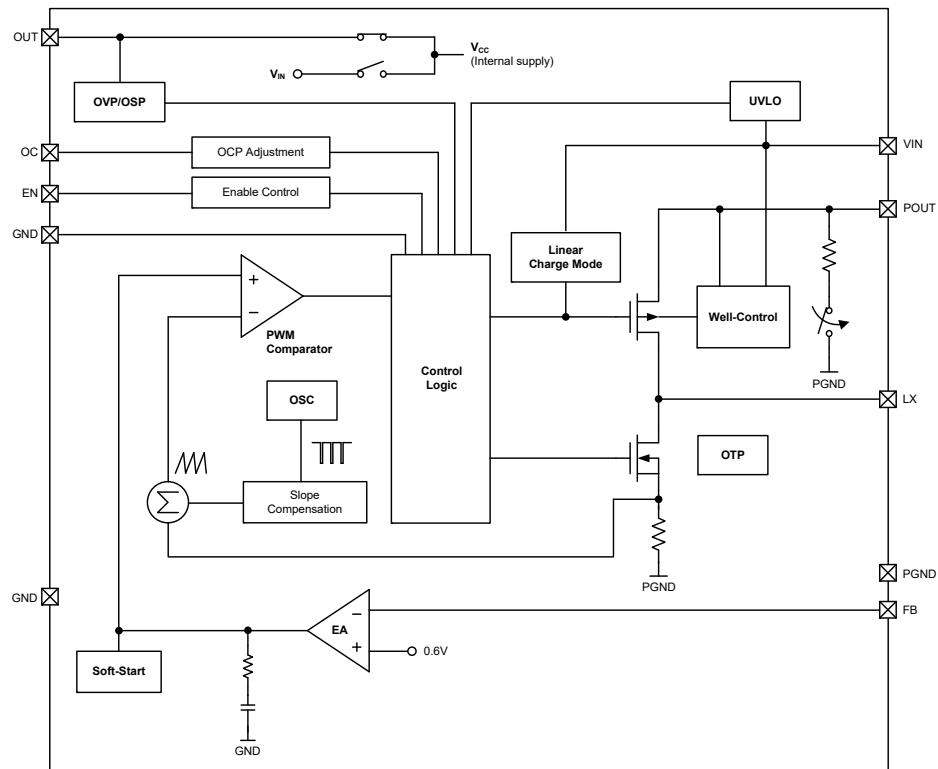 OUT
V_CC
(Internal supply)
V_IN
OVP/OSP
UVLO
OC
OCP Adjustment
VIN
EN
Enable Control
POUT
GND
Linear
Charge Mode
+
−
PWM
Comparator
Well-Control
Control
Logic
PGND
OSC
LX
OTP
Σ
Slope
Compensation
PGND
PGND
GND
FB
EA
−
+
0.6V
Soft-Start
GND